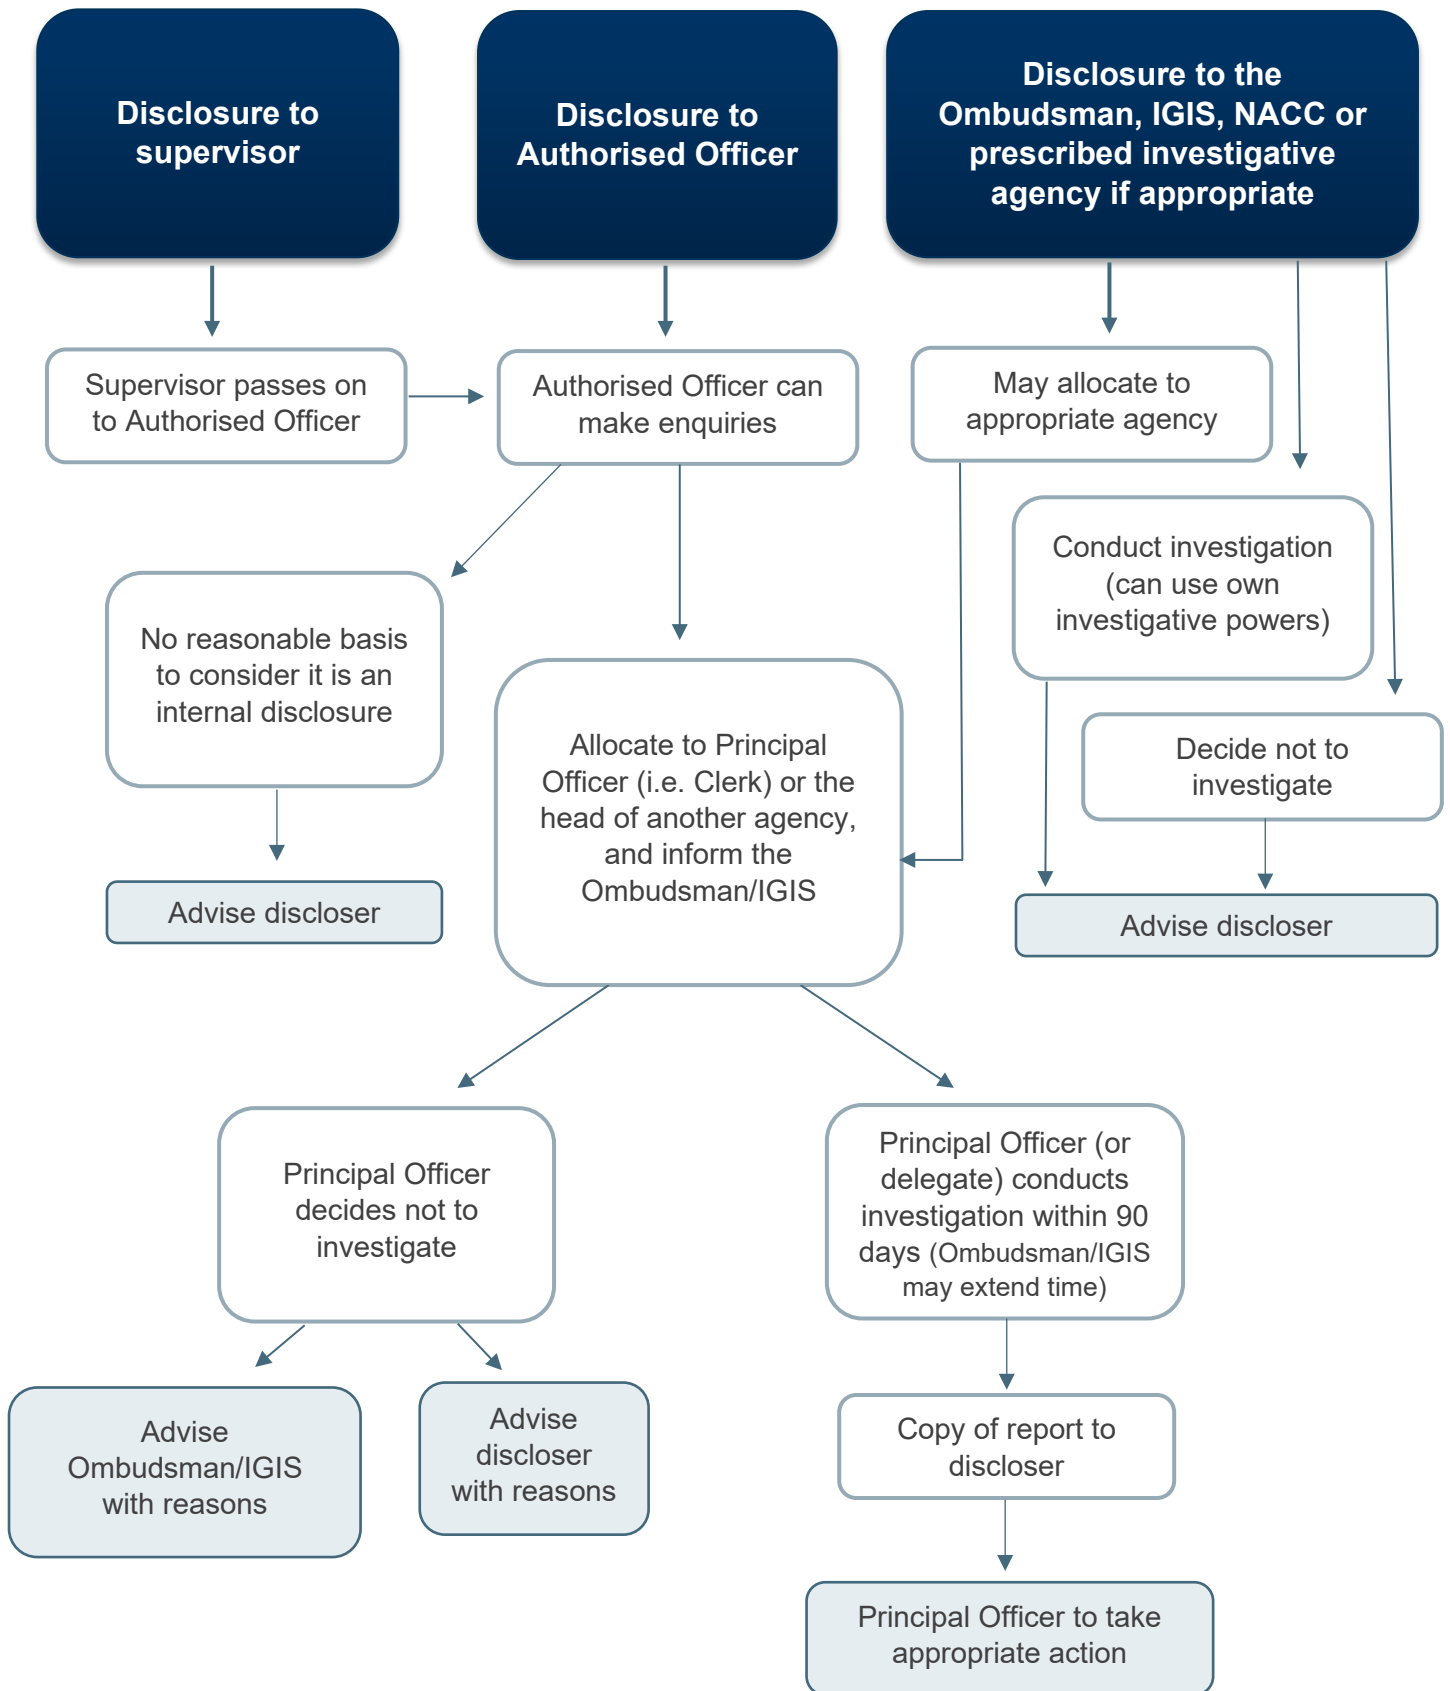 Disclosure to
supervisor
Disclosure to
Authorised Officer
Disclosure to the
Ombudsman, IGIS, NACC or
prescribed investigative
agency if appropriate
Supervisor passes on
to Authorised Officer
Authorised Officer can
make enquiries
May allocate to
appropriate agency
Conduct investigation
(can use own
investigative powers)
No reasonable basis
to consider it is an
internal disclosure
Allocate to Principal
Officer (i.e. Clerk) or the
head of another agency,
and inform the
Ombudsman/IGIS
Decide not to
investigate
Advise discloser
Advise discloser
Principal Officer
decides not to
investigate
Principal Officer (or
delegate) conducts
investigation within 90
days (Ombudsman/IGIS
may extend time)
Advise
Ombudsman/IGIS
with reasons
Advise
discloser
with reasons
Copy of report to
discloser
Principal Officer to take
appropriate action